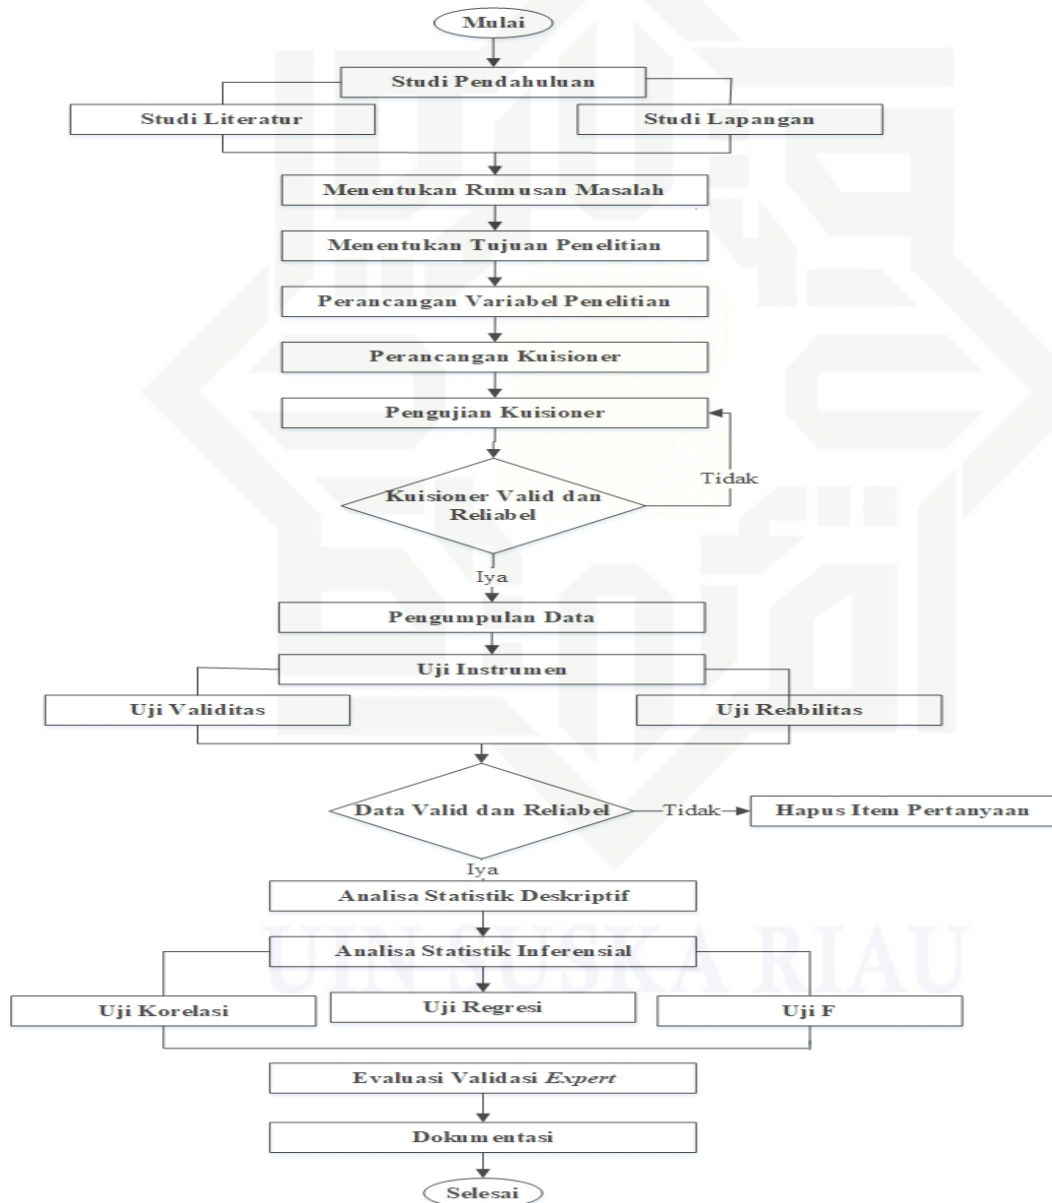 Mulai
Studi Pendahuluan
Studi Literatur
Studi Lapangan
Menentukan Rumusan Masalah
Menentukan Tujuan Penelitian
Perancangan Variabel Penelitian
Perancangan Kuisioner
Pengujian Kuisioner
Tidak
Kuisioner Valid dan
Reliabel
Iya
Pengumpulan Data
Uji Instrumen
Uji Validitas
Uji Reabilitas
Data Valid dan Reliabel
Tidak
Hapus Item Pertanyaan
Iya
Analisa Statistik Deskriptif
Analisa Statistik Inferensial
UIN SUSKA RIAU
Uji Korelasi
Uji Regresi
Uji F
Evaluasi Validasi Expert
Dokumentasi
Selesai